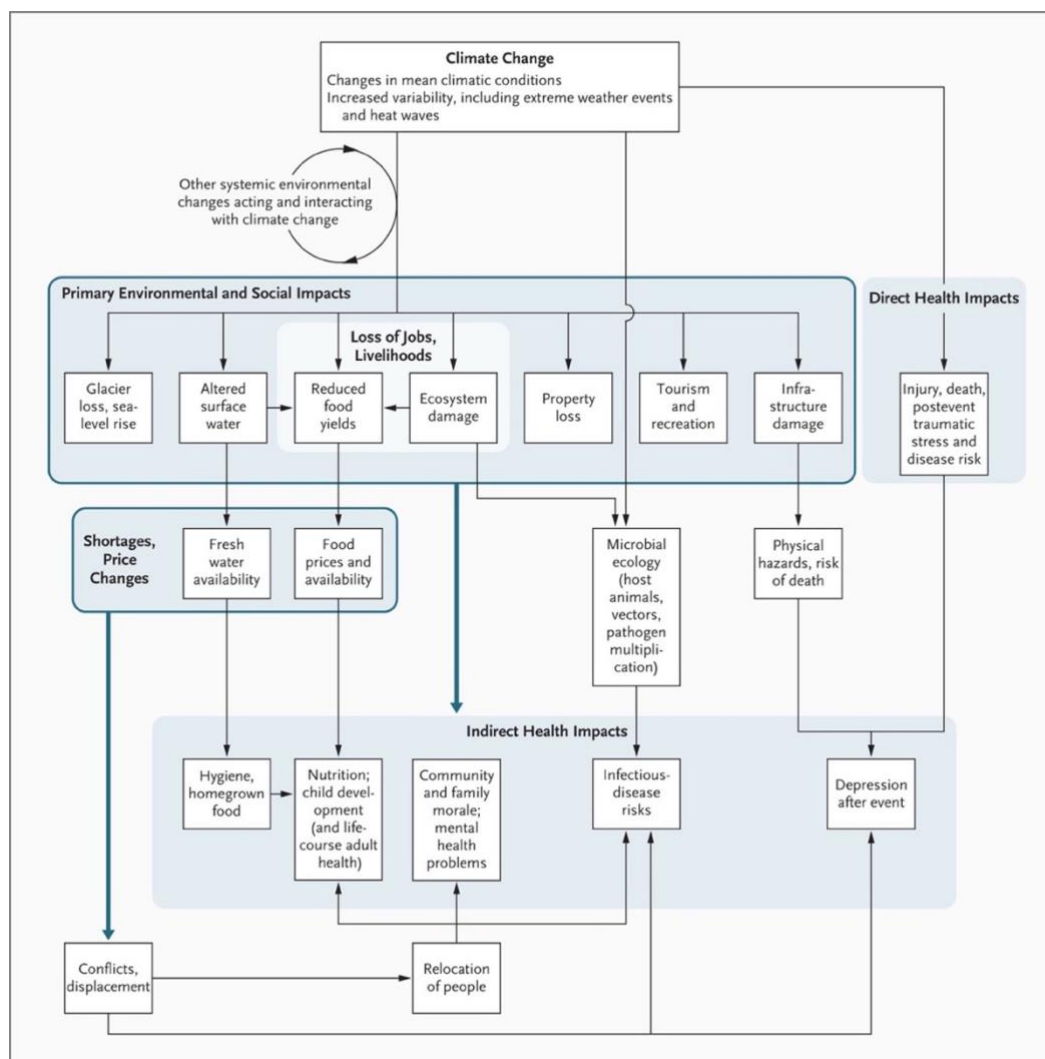 Climate Change
Changes in mean climatic conditions
Increased variability, including extreme weather events
and heat waves
Other systemic environmental
changes acting and interacting
with climate change
Primary Environmental and Social Impacts
Direct Health Impacts
Loss of Jobs,
Livelihoods
Glacier
loss, sea-
level rise
Altered
surface
water
Reduced
food
yields
Ecosystem
damage
Property
loss
Tourism
and
recreation
Infra-
structure
damage
Injury, death,
postevent
traumatic
stress and
disease risk
Shortages,
Price
Changes
Fresh
water
availability
Food
prices and
availability
Microbial
ecology
(host
animals,
vectors,
pathogen
multipli-
cation)
Physical
hazards, risk
of death
Indirect Health Impacts
Hygiene,
homegrown
food
Nutrition;
child devel-
opment
(and life-
course adult
health)
Community
and family
morale;
mental
health
problems
Infectious-
disease
risks
Depression
after event
Conflicts,
displacement
Relocation
of people